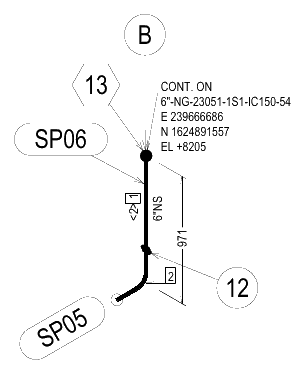 B
13
CONT. ON
6"-NG-23051-1S1-IC150-54
E 239666686
N 1624891557
EL +8205
SP06
<2> 1
6"NS
971
2
12
SP05